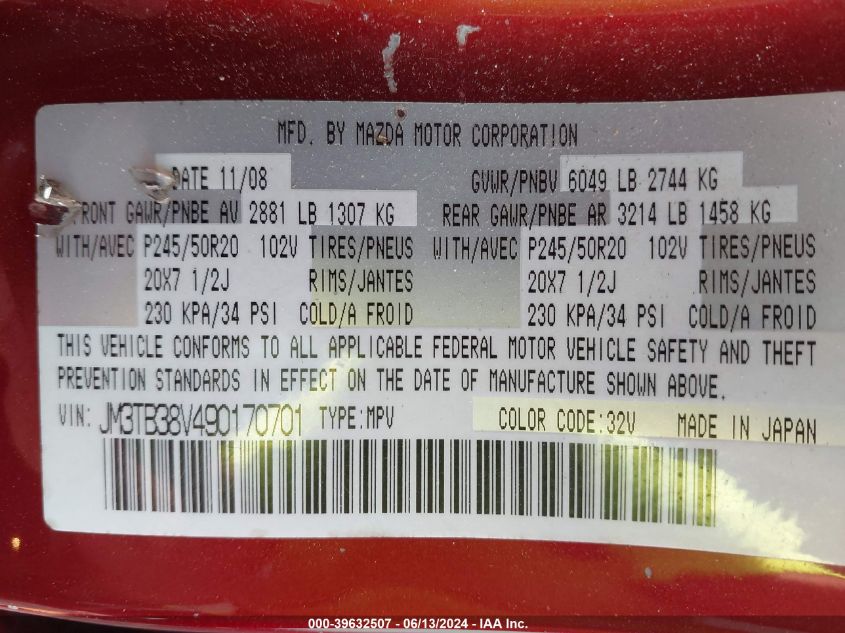 MFD. BY MAZDA MOTOR CORPORATION
DATE 11/08 GVWR/PNBV 6049 LB 2744 KG
RONT GAWR/PNBE AV 2881 LB 1307 KG REAR GAWR/PNBE AR 3214 LB 1458 KG
WITH/AVEC P245/50R20 102V TIRES/PNEUS WITH/AVEC P245/50R20 102V TIRES/PNEUS
20X7 1/2J RIMS/JANTES 20X7 1/2J RIMS/JANTES
230 KPA/34 PSI COLD/A FROID 230 KPA/34 PSI COLD/A FROID
THIS VEHICLE CONFORMS TO ALL APPLICABLE FEDERAL MOTOR VEHICLE SAFETY AND THEFT
PREVENTION STANDARDS IN EFFECT ON THE DATE OF MANUFACTURE SHOWN ABOVE.
VIN: JM3TB38V490170701 TYPE:MPV COLOR CODE:32V MADE IN JAPAN
000-39632507 - 06/13/2024 - IAA Inc.